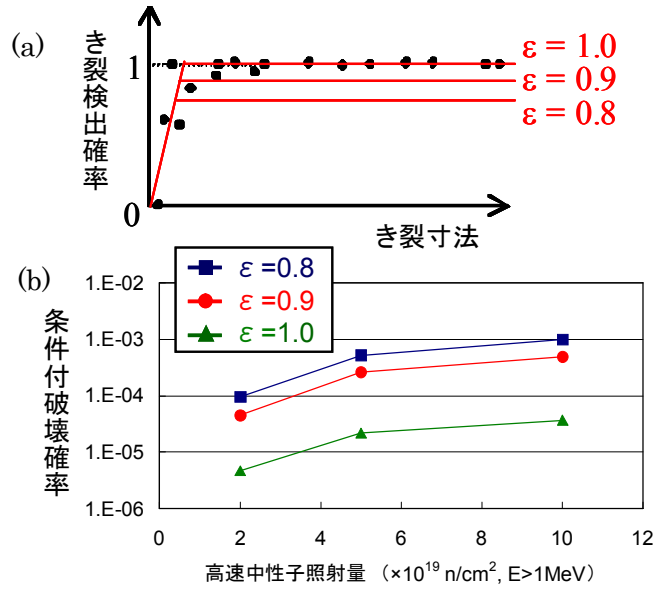 (a)
き裂検出確率
1
0
ε = 1.0
ε = 0.9
ε = 0.8
き裂寸法
(b)
条件付破壊確率
ε=0.8
ε=0.9
ε=1.0
1.E-02
1.E-03
1.E-04
1.E-05
1.E-06
0 2 4 6 8 10 12
高速中性子照射量 (×10¹⁹ n/cm², E>1MeV)